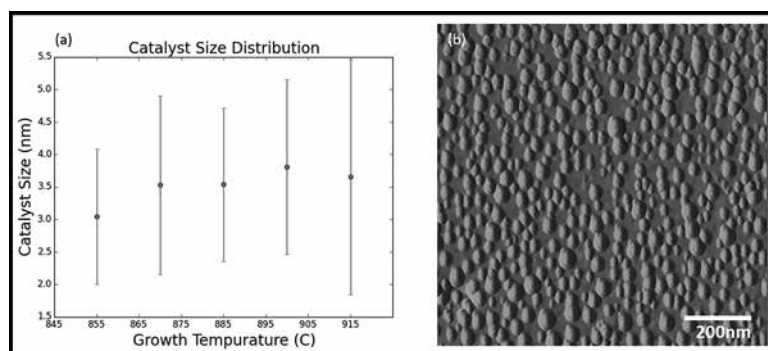 (a)
Catalyst Size Distribution
Catalyst Size (nm)
5.5
5.0
4.5
4.0
3.5
3.0
2.5
2.0
1.5
845 855 865 875 885 895 905 915
Growth Tempurature (C)
(b)
200nm